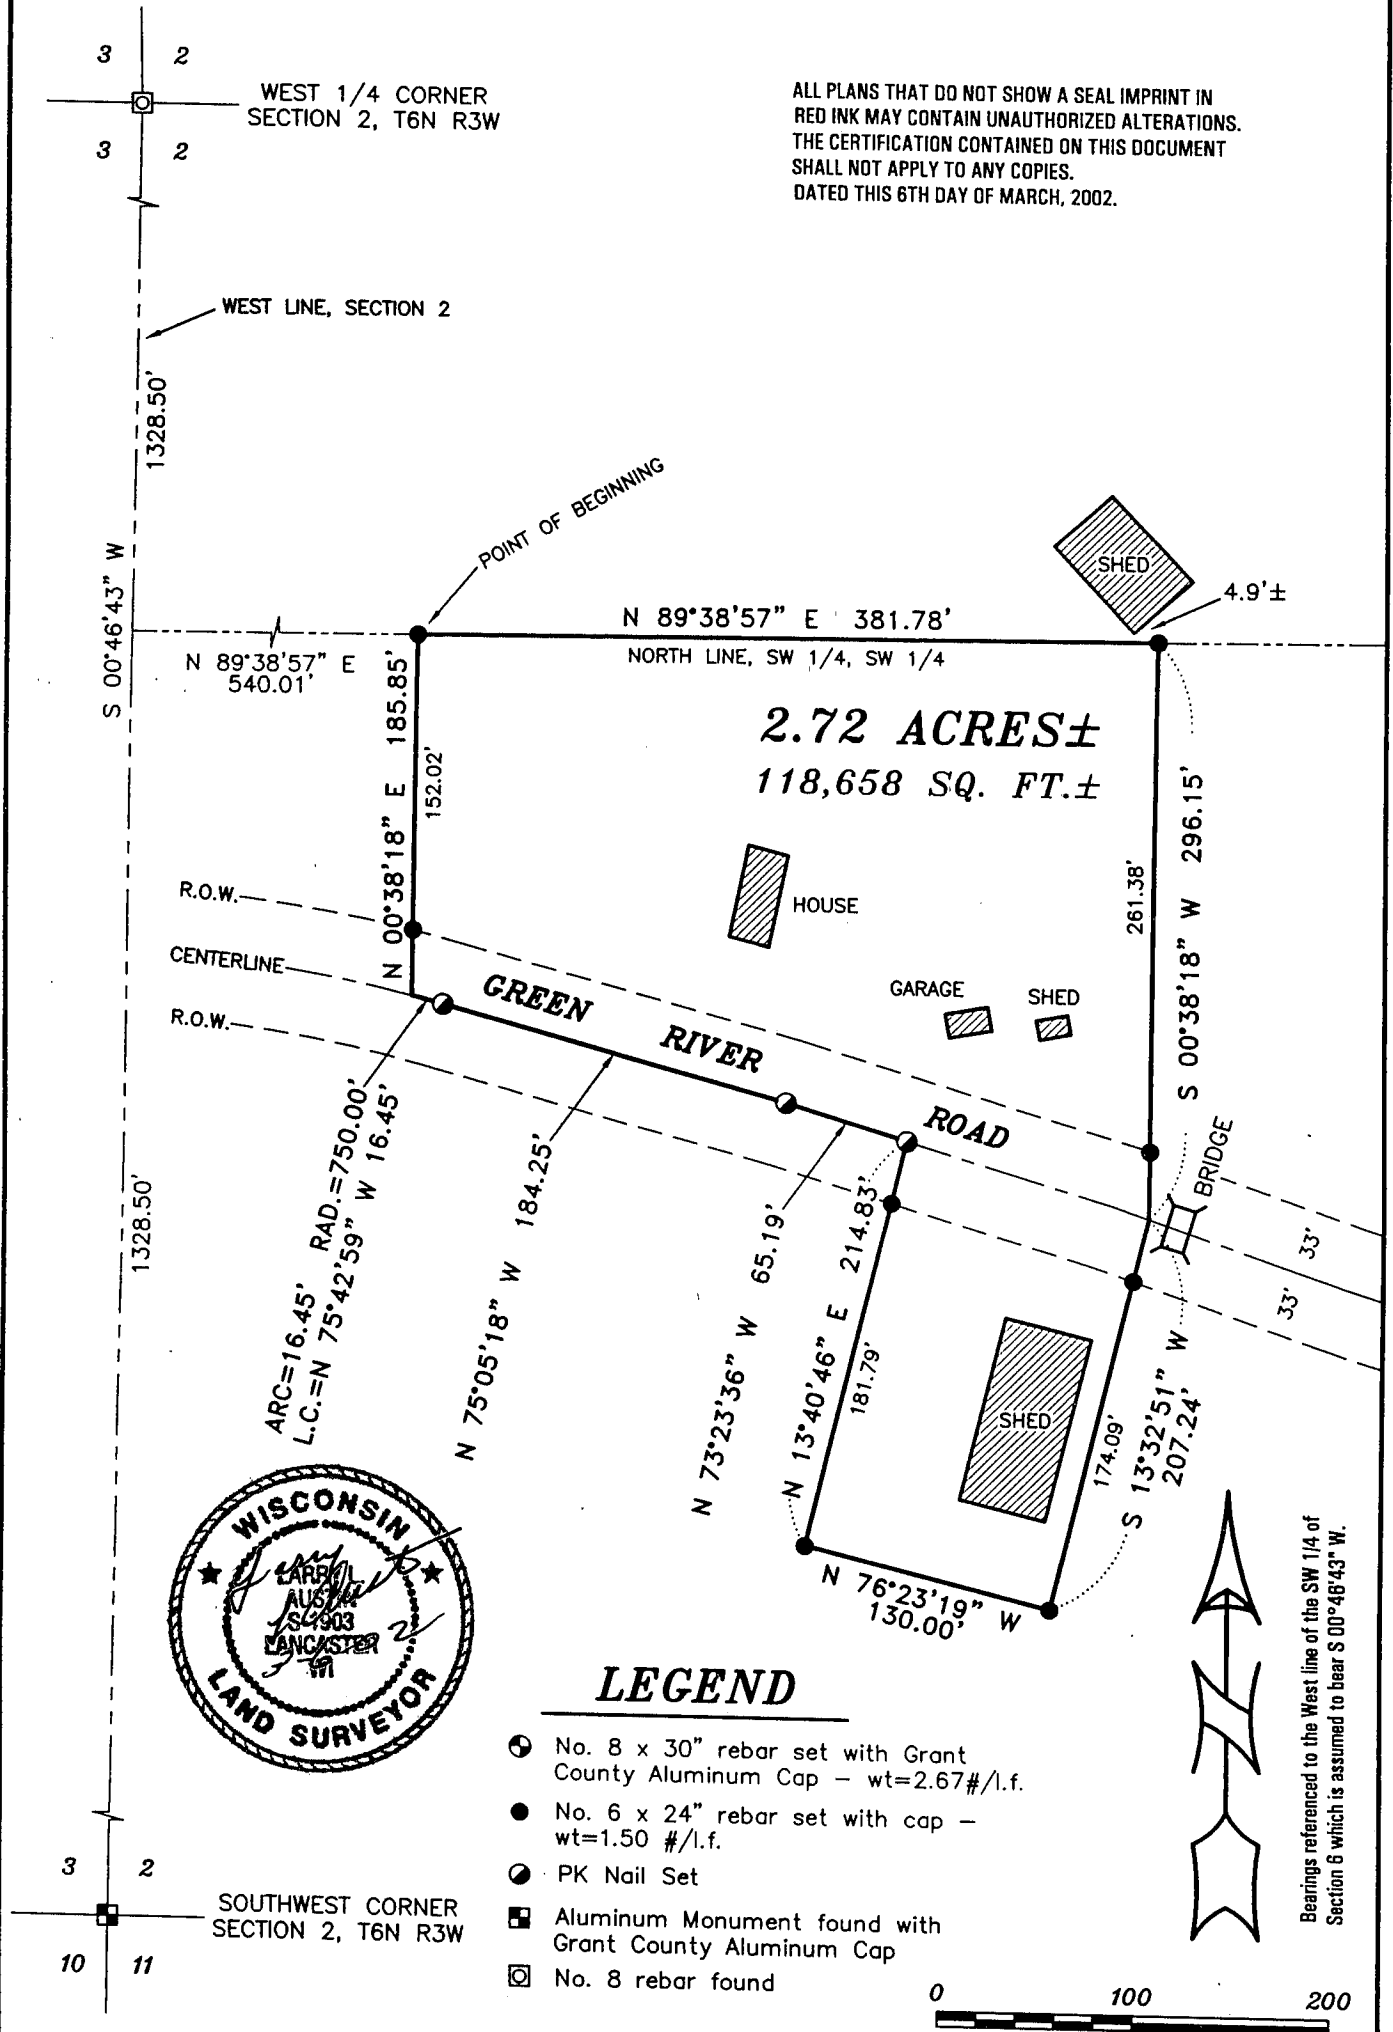 3 2
WEST 1/4 CORNER
SECTION 2, T6N R3W
3 2
ALL PLANS THAT DO NOT SHOW A SEAL IMPRINT IN
RED INK MAY CONTAIN UNAUTHORIZED ALTERATIONS.
THE CERTIFICATION CONTAINED ON THIS DOCUMENT
SHALL NOT APPLY TO ANY COPIES.
DATED THIS 6TH DAY OF MARCH, 2002.
WEST LINE, SECTION 2
1328.50'
S 00°46'43" W
POINT OF BEGINNING
SHED
4.9'±
N 89°38'57" E 381.78'
NORTH LINE, SW 1/4, SW 1/4
N 89°38'57" E
540.01'
N 00°38'18" E 185.85'
152.02'
2.72 ACRES±
118,658 SQ. FT.±
S 00°38'18" W 296.15'
261.38'
HOUSE
GARAGE
SHED
R.O.W.
CENTERLINE
R.O.W.
GREEN RIVER ROAD
BRIDGE
33'
33'
1328.50'
ARC=16.45' RAD.=750.00'
L.C.=N 75°42'59" W 16.45'
N 75°05'18" W 184.25'
N 73°23'36" W 65.19'
N 13°40'46" E 214.83'
181.79'
SHED
174.09'
S 13°32'51" W
207.24'
N 76°23'19" W
130.00'
WISCONSIN
LARRY L.
AUSTIN
S-1903
LANCASTER
WI
LAND SURVEYOR
LEGEND
No. 8 x 30" rebar set with Grant
County Aluminum Cap – wt=2.67#/l.f.
No. 6 x 24" rebar set with cap –
wt=1.50 #/l.f.
PK Nail Set
Aluminum Monument found with
Grant County Aluminum Cap
No. 8 rebar found
3 2
SOUTHWEST CORNER
SECTION 2, T6N R3W
10 11
Bearings referenced to the West line of the SW 1/4 of
Section 6 which is assumed to bear S 00°46'43" W.
N
0 100 200